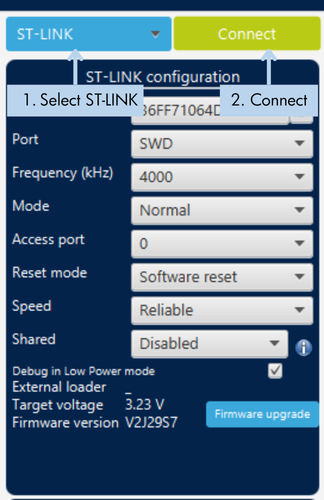 ST-LINK
Connect
ST-LINK configuration
1. Select ST-LINK
2. Connect
Port SWD
Frequency (kHz) 4000
Mode Normal
Access port 0
Reset mode Software reset
Speed Reliable
Shared Disabled
Debug in Low Power mode
External loader _
Target voltage 3.23 V
Firmware version V2J29S7
Firmware upgrade